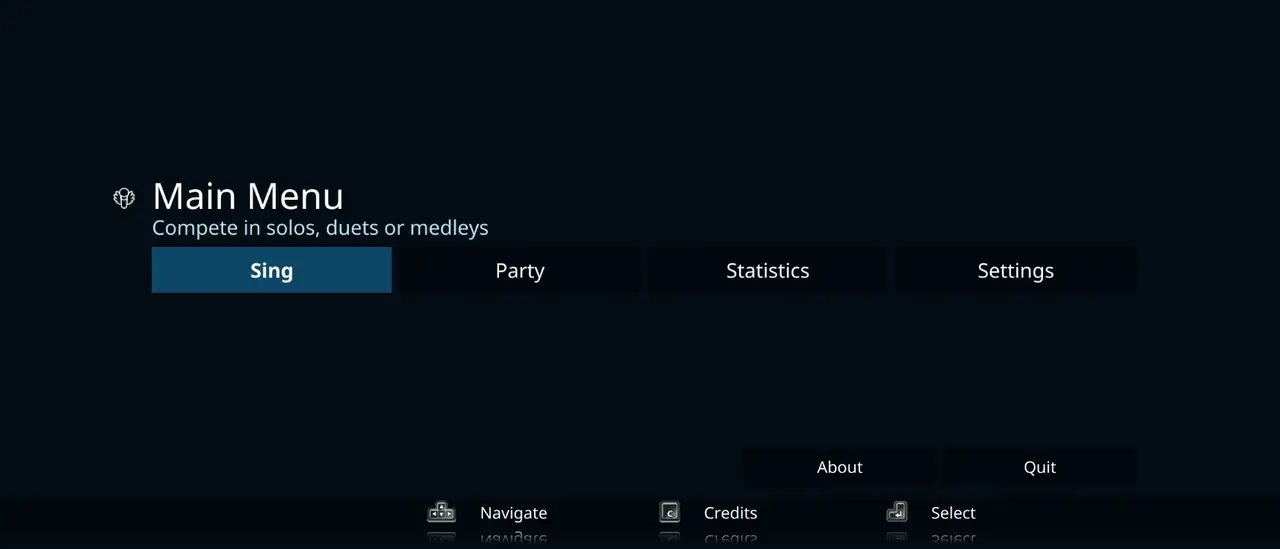 Main Menu
Compete in solos, duets or medleys
Sing Party Statistics Settings
About Quit
Navigate C Credits Select